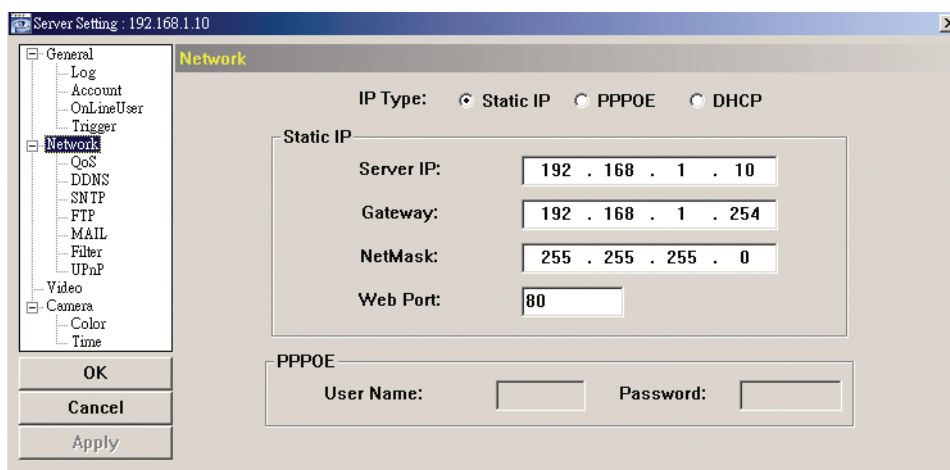 Server Setting : 192.168.1.10
General
Log
Account
OnLineUser
Trigger
Network
QoS
DDNS
SNTP
FTP
MAIL
Filter
UPnP
Video
Camera
Color
Time
OK
Cancel
Apply
Network
IP Type: Static IP PPPOE DHCP
Static IP
Server IP: 192 . 168 . 1 . 10
Gateway: 192 . 168 . 1 . 254
NetMask: 255 . 255 . 255 . 0
Web Port: 80
PPPOE
User Name: Password: